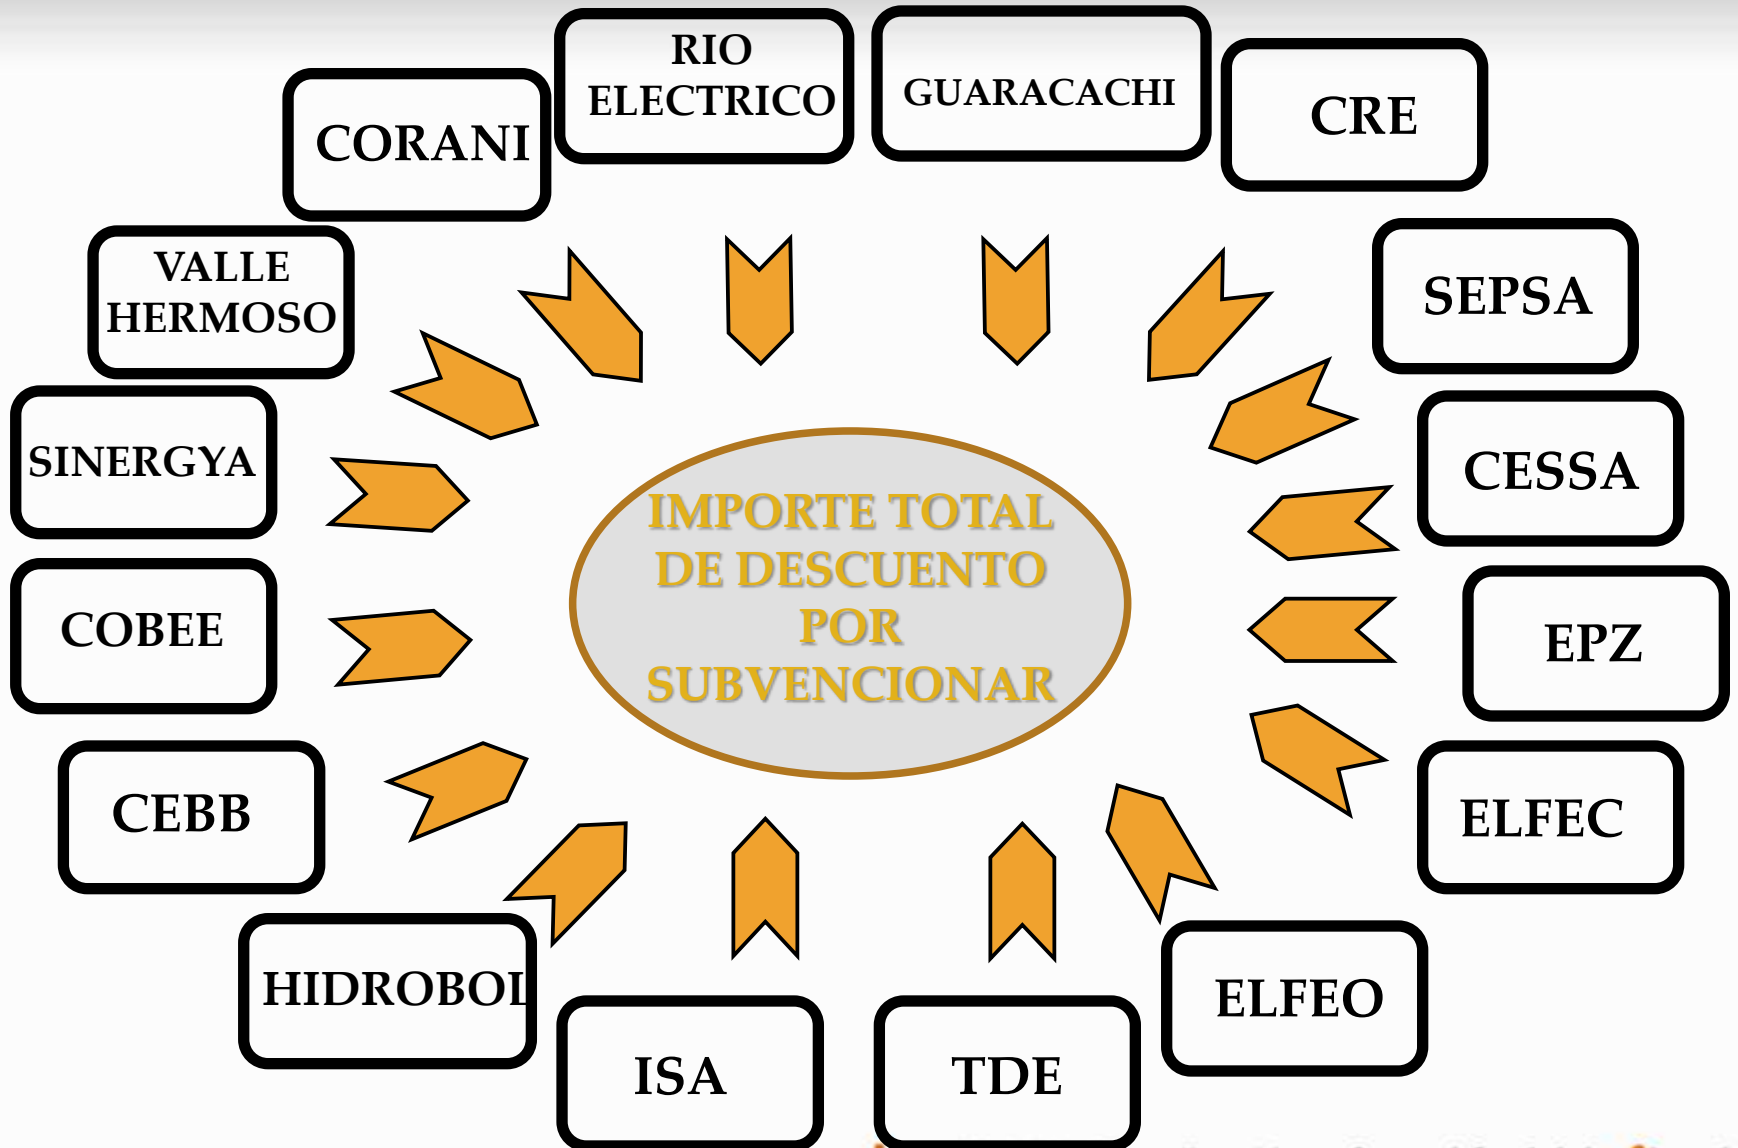 RIO
ELECTRICO
GUARACACHI
CRE
CORANI
VALLE
HERMOSO
SEPSA
SINERGYA
CESSA
IMPORTE TOTAL
DE DESCUENTO
POR
SUBVENCIONAR
COBEE
EPZ
CEBB
ELFEC
HIDROBOL
ELFEO
ISA
TDE